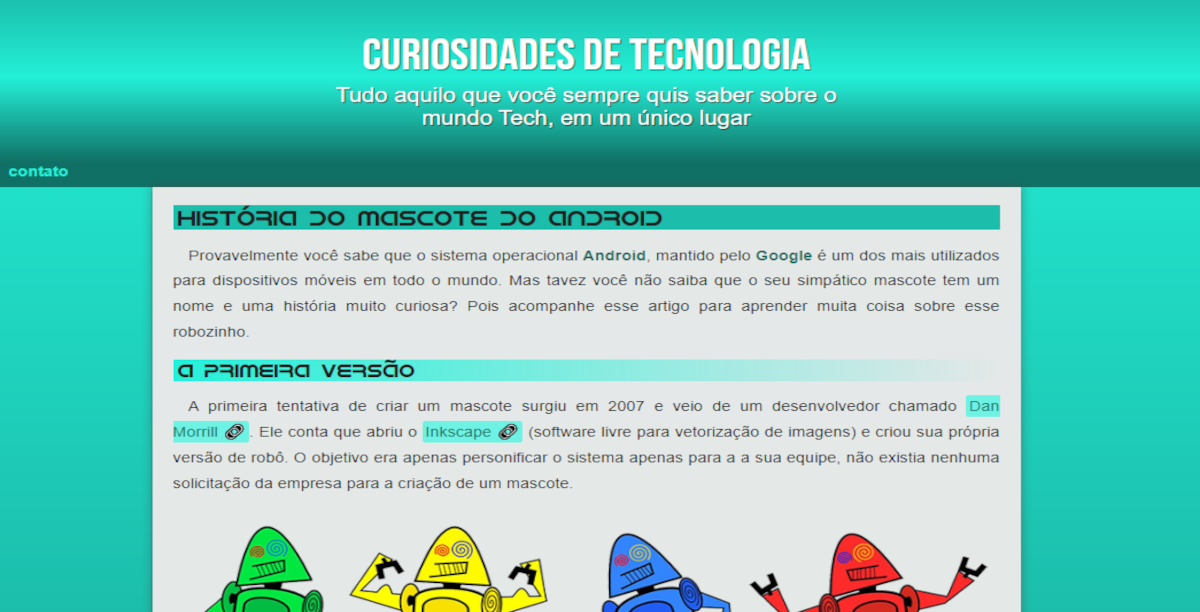 CURIOSIDADES DE TECNOLOGIA
Tudo aquilo que você sempre quis saber sobre o
mundo Tech, em um único lugar
contato
HISTÓRIA DO MASCOTE DO ANDROID
Provavelmente você sabe que o sistema operacional Android, mantido pelo Google é um dos mais utilizados
para dispositivos móveis em todo o mundo. Mas tavez você não saiba que o seu simpático mascote tem um
nome e uma história muito curiosa? Pois acompanhe esse artigo para aprender muita coisa sobre esse
robozinho.
A PRIMEIRA VERSÃO
A primeira tentativa de criar um mascote surgiu em 2007 e veio de um desenvolvedor chamado Dan
Morrill . Ele conta que abriu o Inkscape (software livre para vetorização de imagens) e criou sua própria
versão de robô. O objetivo era apenas personificar o sistema apenas para a a sua equipe, não existia nenhuma
solicitação da empresa para a criação de um mascote.